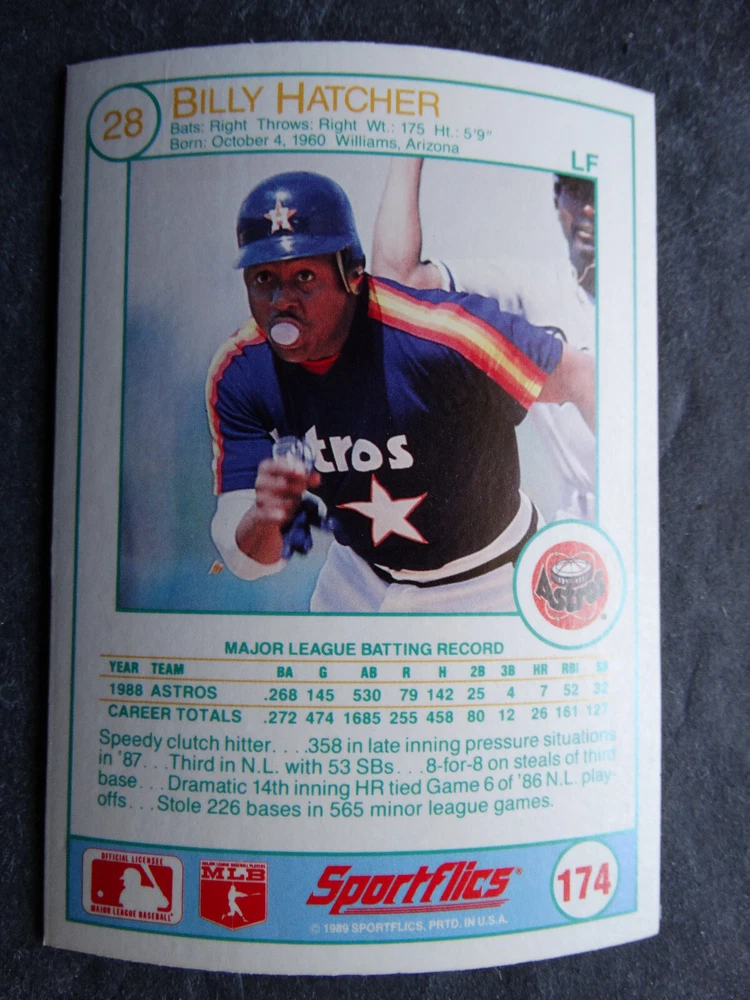 28
BILLY HATCHER
Bats: Right Throws: Right Wt.: 175 Ht.: 5'9"
Born: October 4, 1960 Williams, Arizona
LF
Astros
Astros
MAJOR LEAGUE BATTING RECORD
YEAR TEAM BA G AB R H 2B 3B HR RBI SB
1988 ASTROS .268 145 530 79 142 25 4 7 52 32
CAREER TOTALS .272 474 1685 255 458 80 12 26 161 127
Speedy clutch hitter. . . .358 in late inning pressure situations
in '87. . .Third in N.L. with 53 SBs. . .8-for-8 on steals of third
base. . .Dramatic 14th inning HR tied Game 6 of '86 N.L. play-
offs. . .Stole 226 bases in 565 minor league games.
OFFICIAL LICENSEE
MAJOR LEAGUE BASEBALL
MAJOR LEAGUE BASEBALL PLAYERS
MLB
Sportflics
© 1989 SPORTFLICS, PRTD. IN U.S.A.
174